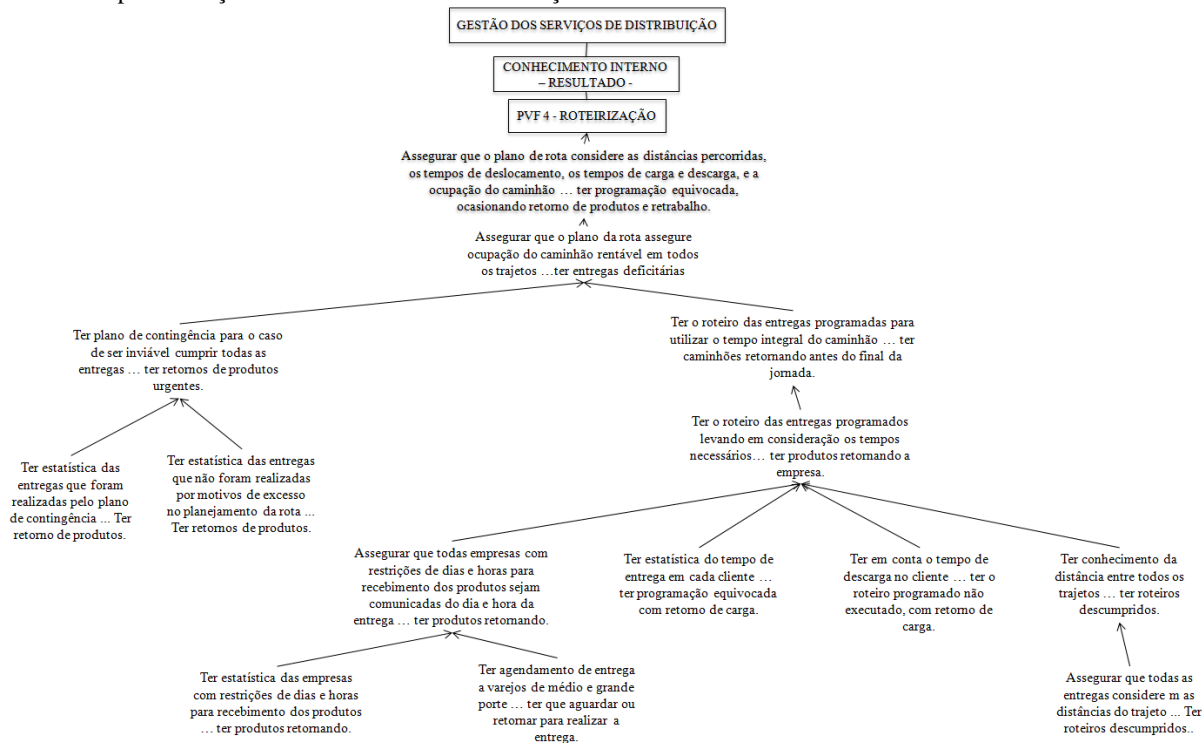 GESTÃO DOS SERVIÇOS DE DISTRIBUIÇÃO
CONHECIMENTO INTERNO
– RESULTADO -
PVF 4 - ROTEIRIZAÇÃO
Assegurar que o plano de rota considere as distâncias percorridas,
os tempos de deslocamento, os tempos de carga e descarga, e a
ocupação do caminhão … ter programação equivocada,
ocasionando retorno de produtos e retrabalho.
Assegurar que o plano da rota assegure
ocupação do caminhão rentável em todos
os trajetos …ter entregas deficitárias
Ter plano de contingência para o caso
de ser inviável cumprir todas as
entregas … ter retornos de produtos
urgentes.
Ter o roteiro das entregas programadas para
utilizar o tempo integral do caminhão … ter
caminhões retornando antes do final da
jornada.
Ter o roteiro das entregas programados
levando em consideração os tempos
necessários… ter produtos retornando a
empresa.
Ter estatística das
entregas que foram
realizadas pelo plano
de contingência ... Ter
retorno de produtos.
Ter estatística das entregas
que não foram realizadas
por motivos de excesso
no planejamento da rota ...
Ter retornos de produtos.
Assegurar que todas empresas com
restrições de dias e horas para
recebimento dos produtos sejam
comunicadas do dia e hora da
entrega … ter produtos retornando.
Ter estatística do tempo de
entrega em cada cliente …
ter programação equivocada
com retorno de carga.
Ter em conta o tempo de
descarga no cliente … ter o
roteiro programado não
executado, com retorno de
carga.
Ter conhecimento da
distância entre todos os
trajetos … ter roteiros
descumpridos.
Ter estatística das empresas
com restrições de dias e horas
para recebimento dos produtos
… ter produtos retornando.
Ter agendamento de entrega
a varejos de médio e grande
porte … ter que aguardar ou
retornar para realizar a
entrega.
Assegurar que todas as
entregas considere m as
distâncias do trajeto ... Ter
roteiros descumpridos..